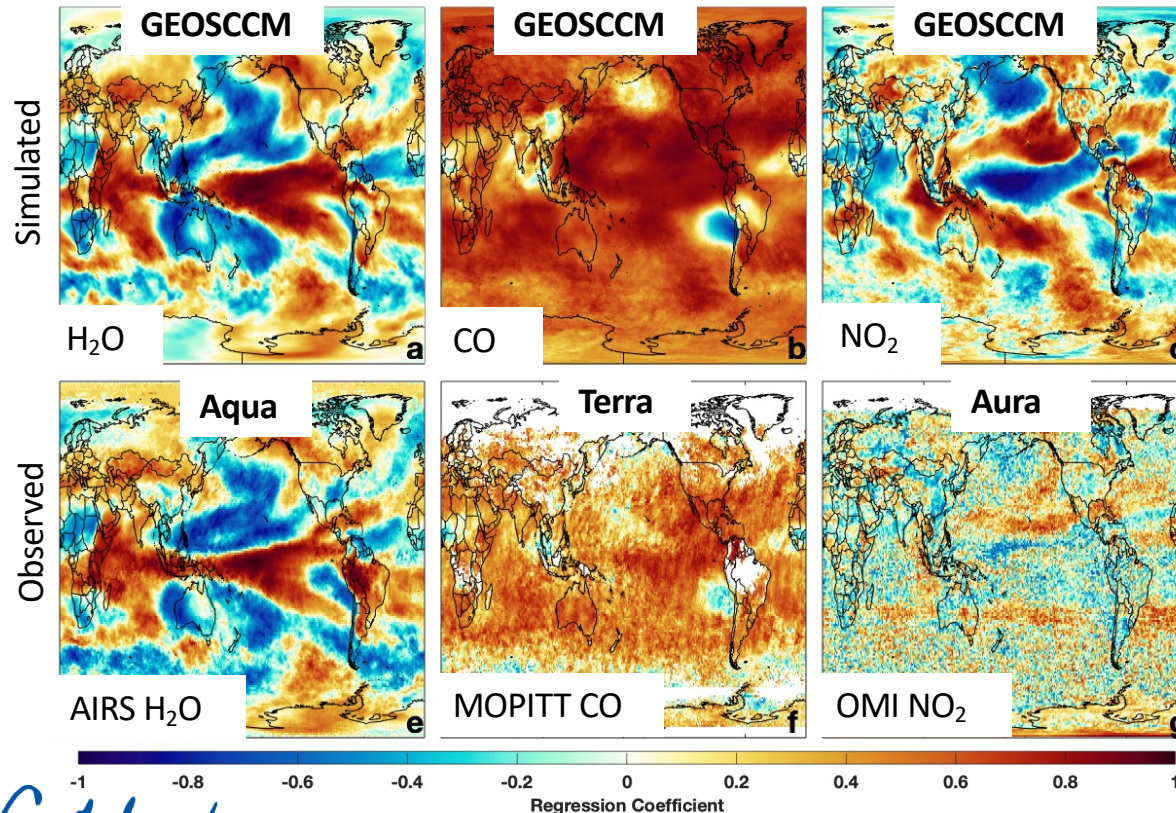 GEOSCCM
GEOSCCM
GEOSCCM
Simulated
H₂O
a
CO
b
NO₂
Aqua
Terra
Aura
Observed
AIRS H₂O
e
MOPITT CO
f
OMI NO₂
g
-1 -0.8 -0.6 -0.4 -0.2 0 0.2 0.4 0.6 0.8 1
Regression Coefficient